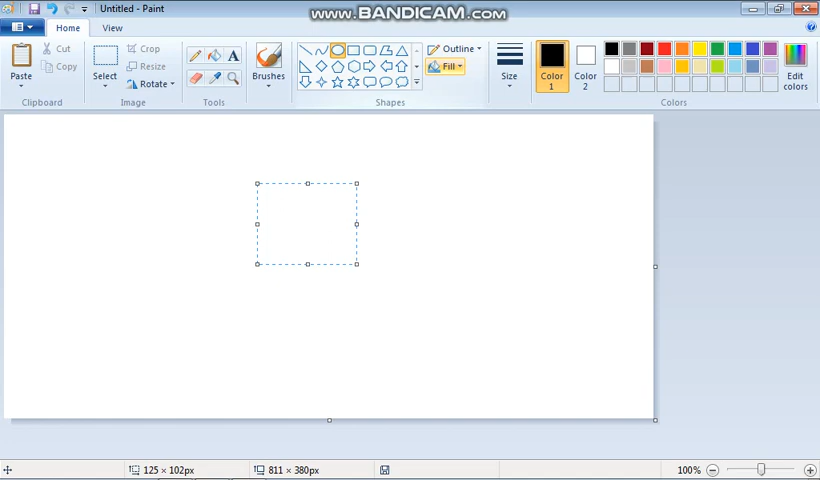 Untitled - Paint
www.BANDICAM.com
Home
View
Paste
Cut
Copy
Clipboard
Select
Crop
Resize
Rotate
Image
A
Tools
Brushes
Shapes
Outline
Fill
Size
Color
1
Color
2
Colors
Edit
colors
125 × 102px
811 × 380px
100%